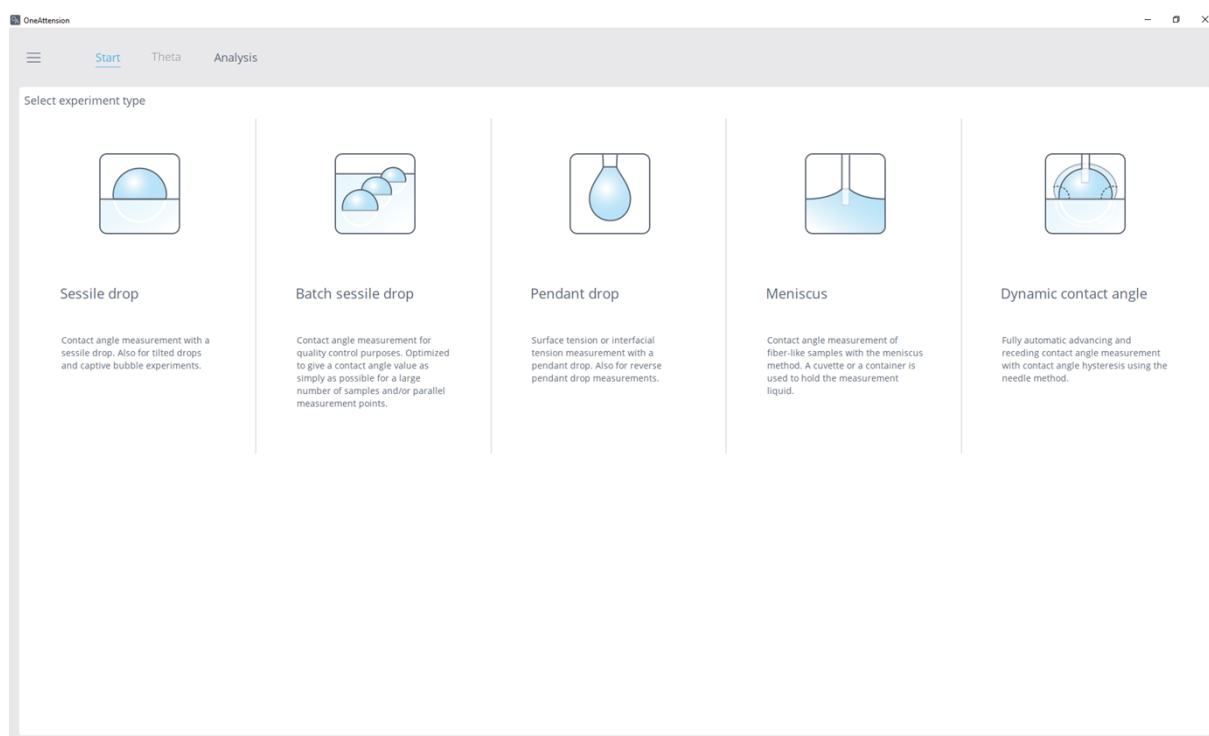 OneAttension
Start Theta Analysis
Select experiment type
Sessile drop
Contact angle measurement with a
sessile drop. Also for tilted drops
and captive bubble experiments.
Batch sessile drop
Contact angle measurement for
quality control purposes. Optimized
to give a contact angle value as
simply as possible for a large
number of samples and/or parallel
measurement points.
Pendant drop
Surface tension or interfacial
tension measurement with a
pendant drop. Also for reverse
pendant drop measurements.
Meniscus
Contact angle measurement of
fiber-like samples with the meniscus
method. A cuvette or a container is
used to hold the measurement
liquid.
Dynamic contact angle
Fully automatic advancing and
receding contact angle measurement
with contact angle hysteresis using the
needle method.